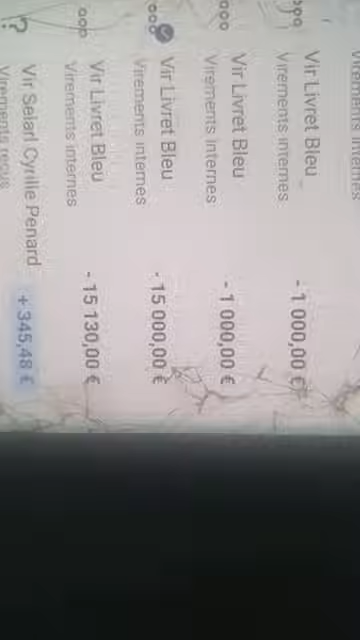 Virements internes
Vir Livret Bleu
- 1 000,00 €
Virements internes
Vir Livret Bleu
- 1 000,00 €
Virements internes
Vir Livret Bleu
- 15 000,00 €
Virements internes
Vir Livret Bleu
- 15 130,00 €
Virements internes
Vir Selarl Cyrille Penard
+ 345,48 €
Virements reçus